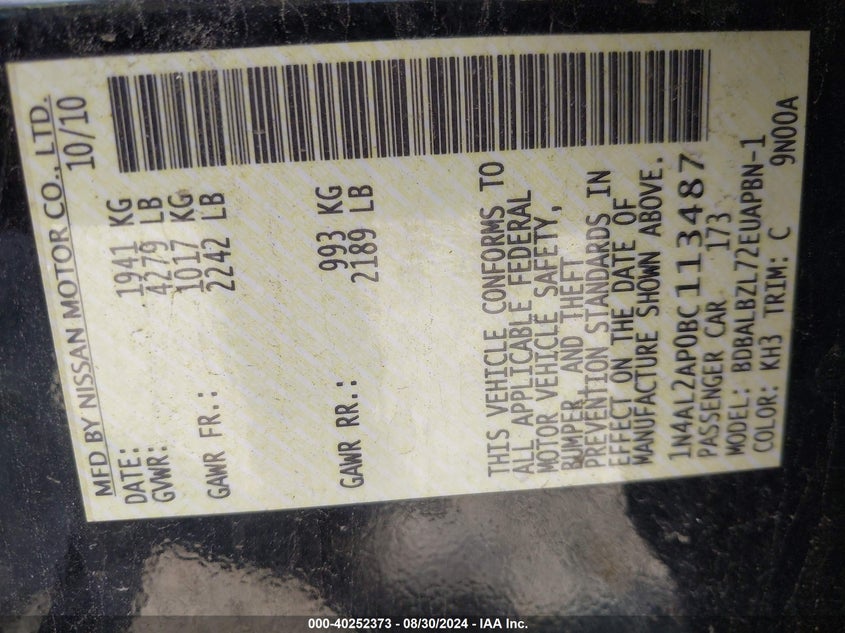 MFD BY NISSAN MOTOR CO., LTD.
DATE: 10/10
GVWR: 1941 KG
4279 LB
GAWR FR.: 1017 KG
2242 LB
GAWR RR.: 993 KG
2189 LB
THIS VEHICLE CONFORMS TO
ALL APPLICABLE FEDERAL
MOTOR VEHICLE SAFETY,
BUMPER AND THEFT
PREVENTION STANDARDS IN
EFFECT ON THE DATE OF
MANUFACTURE SHOWN ABOVE.
1N4AL2AP0BC113487
PASSENGER CAR 173
MODEL: BDBALBZL72EUAPBN-1
COLOR: KH3 TRIM: C 9N00A
000-40252373 - 08/30/2024 - IAA Inc.